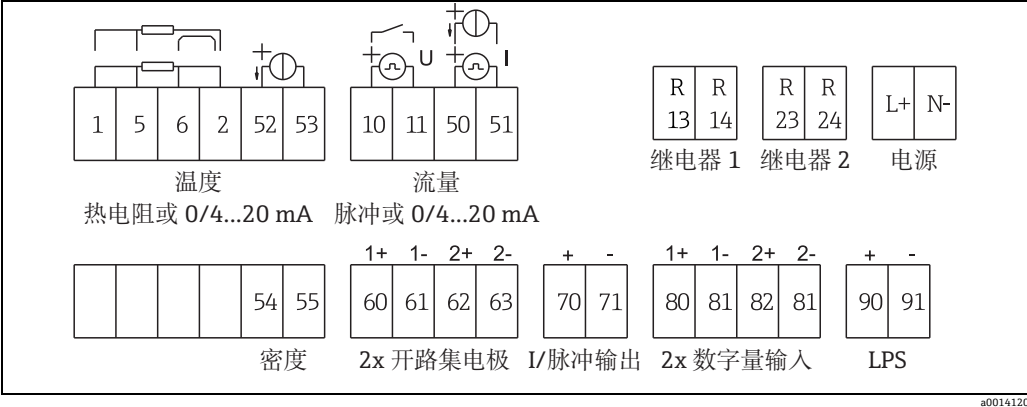 + U + + I
1 5 6 2 52 53 10 11 50 51 R 13 R 14 R 23 R 24 L+ N-
继电器 1 继电器 2 电源
温度 流量
热电阻或 0/4...20 mA 脉冲或 0/4...20 mA
1+ 1- 2+ 2- + - 1+ 1- 2+ 2- + -
54 55 60 61 62 63 70 71 80 81 82 81 90 91
密度 2x 开路集电极 I/脉冲输出 2x 数字量输入 LPS
a0014120